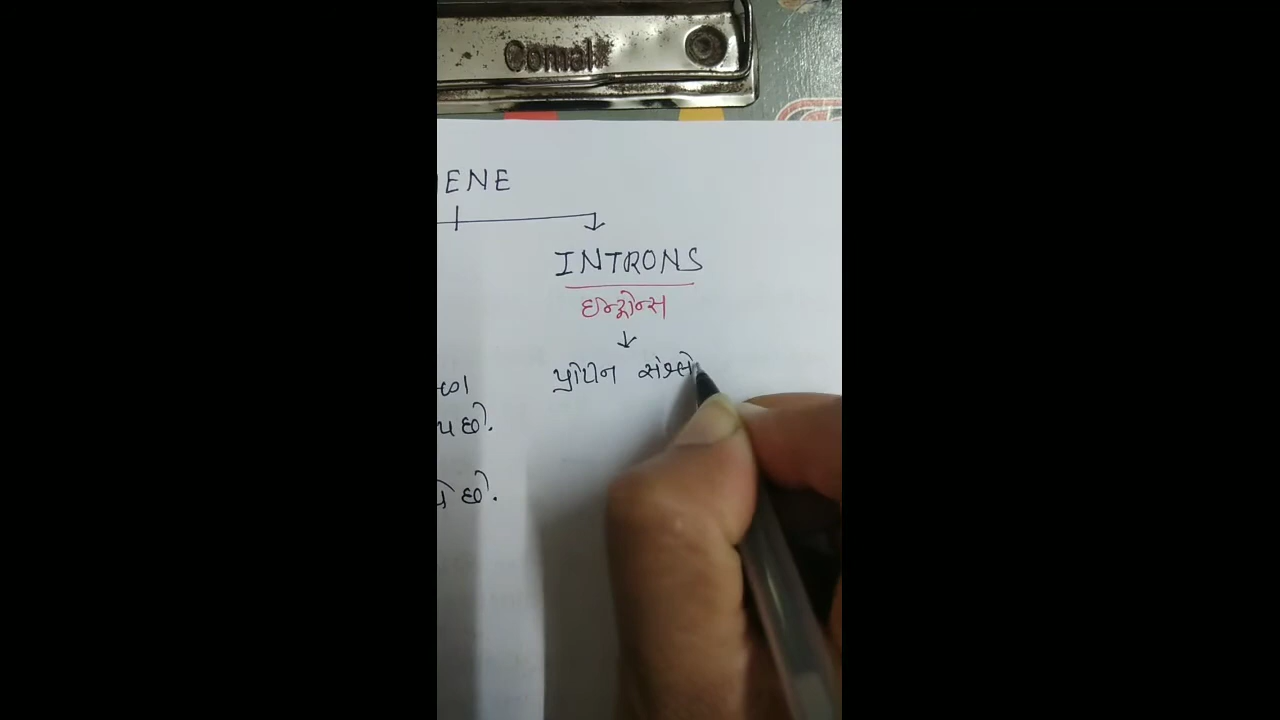 Comal
ENE
INTRONS
ઇન્ટ્રોન્સ
પ્રોટીન સંશ્લે
ળા
પ છે.
છે.